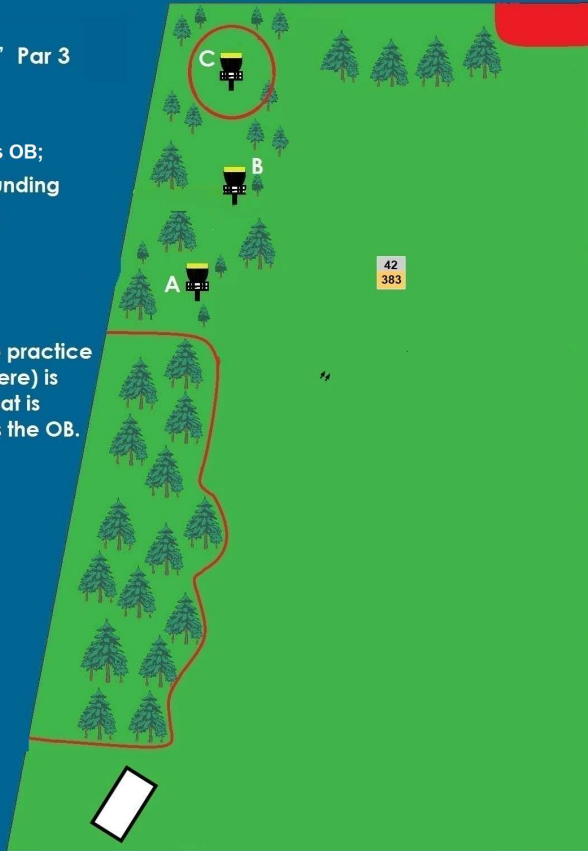 ’ Par 3
C
s OB;
unding
B
42
383
A
practice
ere) is
at is
s the OB.